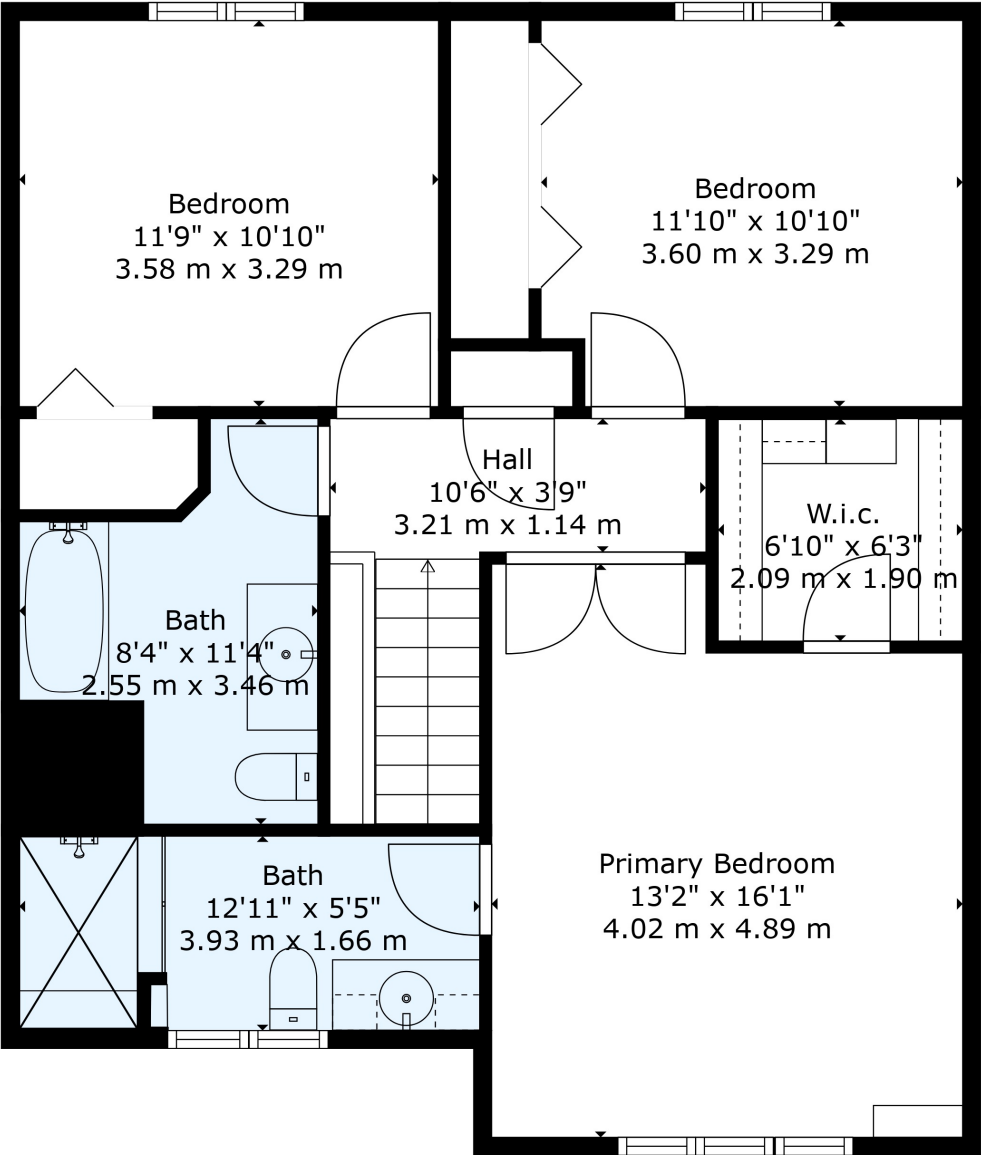 Bedroom
11'9" x 10'10"
3.58 m x 3.29 m
Bedroom
11'10" x 10'10"
3.60 m x 3.29 m
Hall
10'6" x 3'9"
3.21 m x 1.14 m
W.i.c.
6'10" x 6'3"
2.09 m x 1.90 m
Bath
8'4" x 11'4"
2.55 m x 3.46 m
Primary Bedroom
13'2" x 16'1"
4.02 m x 4.89 m
Bath
12'11" x 5'5"
3.93 m x 1.66 m